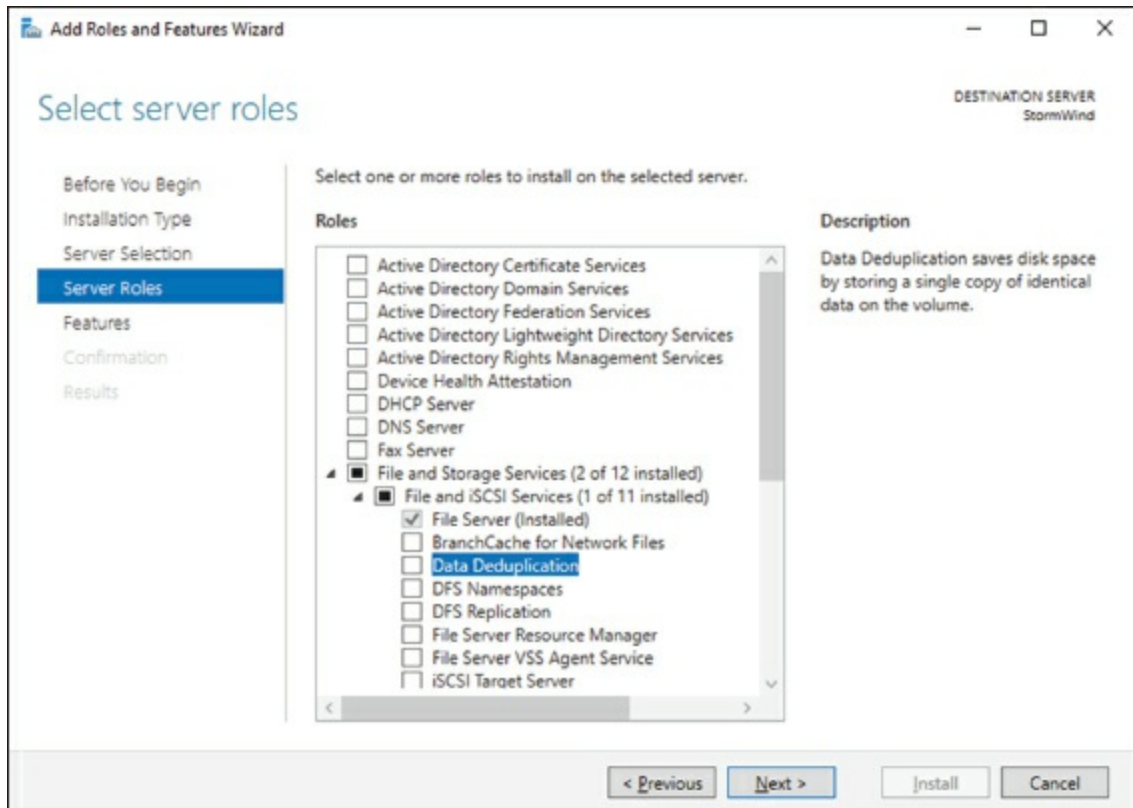 Add Roles and Features Wizard
Select server roles
DESTINATION SERVER
StormWind
Before You Begin
Installation Type
Server Selection
Server Roles
Features
Confirmation
Results
Select one or more roles to install on the selected server.
Roles
Active Directory Certificate Services
Active Directory Domain Services
Active Directory Federation Services
Active Directory Lightweight Directory Services
Active Directory Rights Management Services
Device Health Attestation
DHCP Server
DNS Server
Fax Server
File and Storage Services (2 of 12 installed)
File and iSCSI Services (1 of 11 installed)
File Server (Installed)
BranchCache for Network Files
Data Deduplication
DFS Namespaces
DFS Replication
File Server Resource Manager
File Server VSS Agent Service
iSCSI Target Server
Description
Data Deduplication saves disk space
by storing a single copy of identical
data on the volume.
< Previous
Next >
Install
Cancel